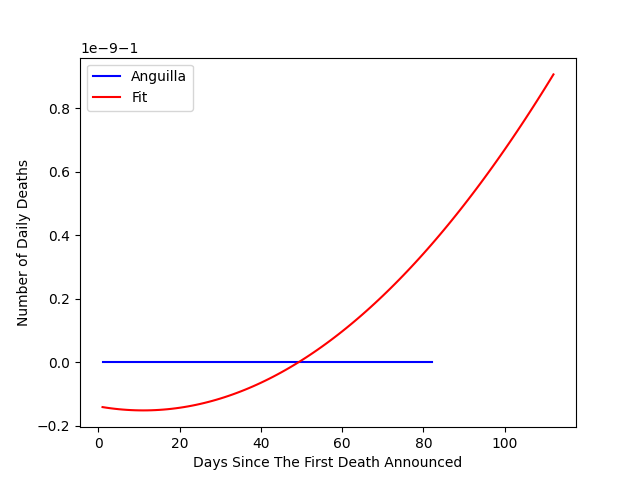 1e−9−1
Anguilla
Fit
Number of Daily Deaths
0.8
0.6
0.4
0.2
0.0
−0.2
0 20 40 60 80 100
Days Since The First Death Announced